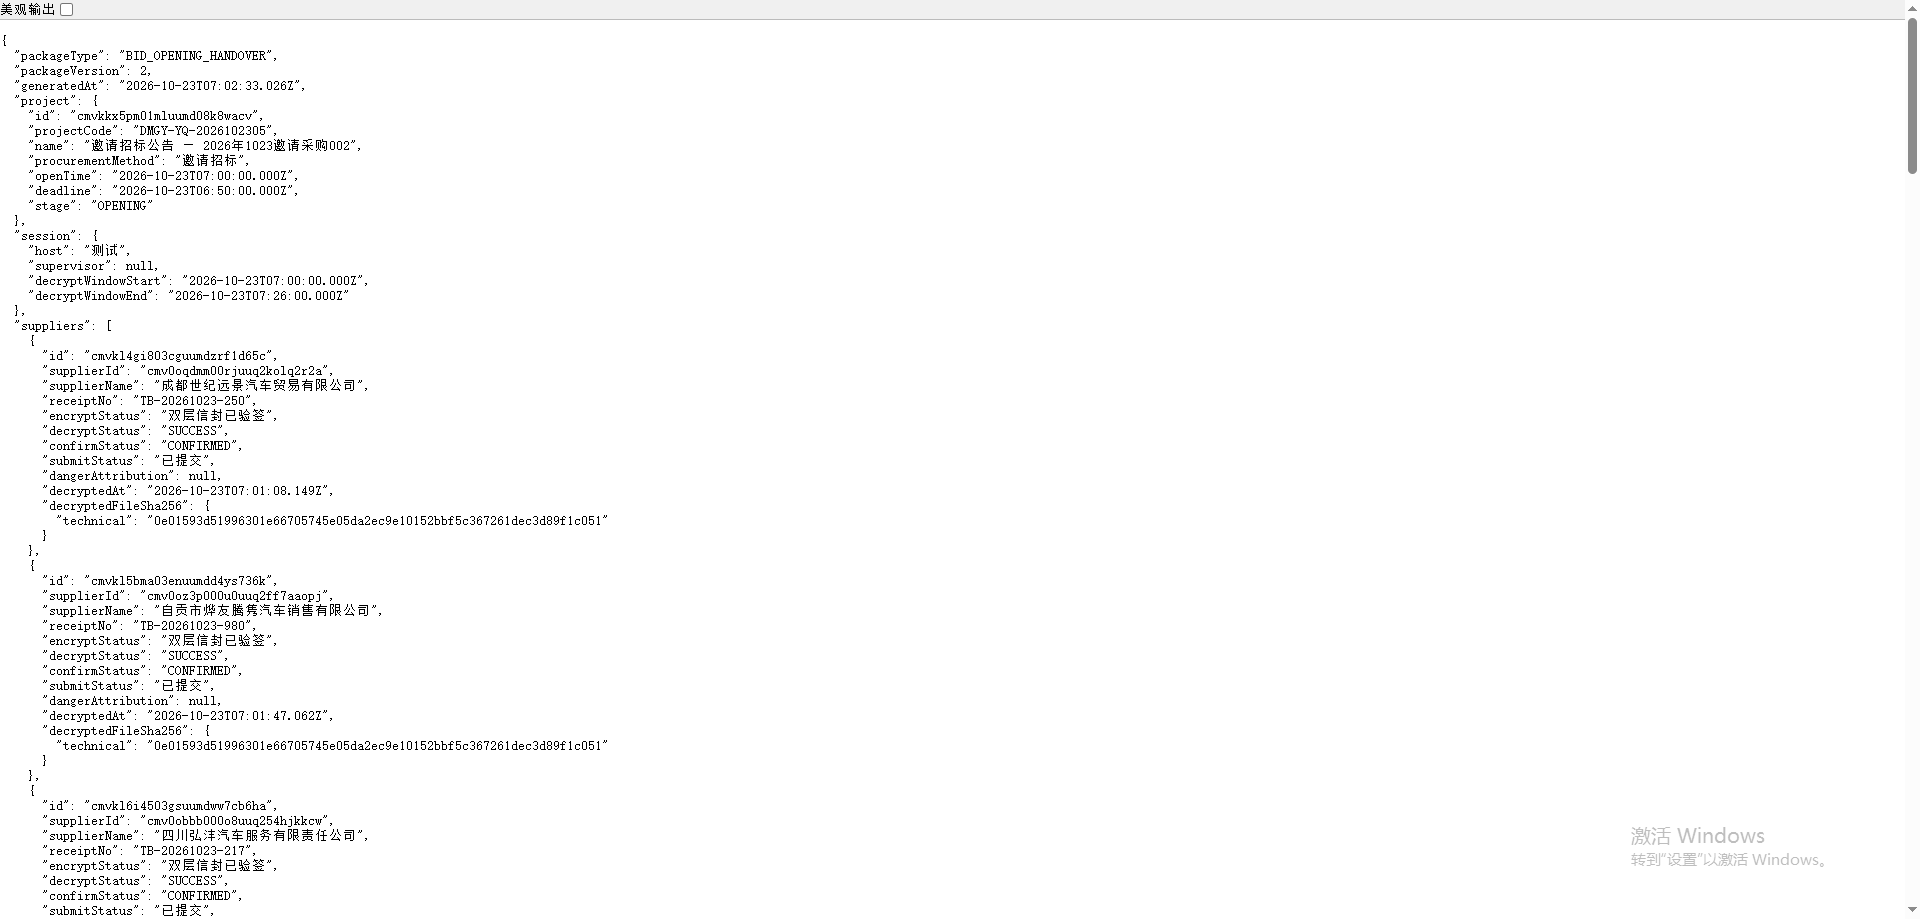 美观输出
{
  "packageType": "BID_OPENING_HANDOVER",
  "packageVersion": 2,
  "generatedAt": "2026-10-23T07:02:33.026Z",
  "project": {
    "id": "cmvkkx5pm01mluumd08k8wacv",
    "projectCode": "DMGY-YQ-2026102305",
    "name": "邀请招标公告 — 2026年1023邀请采购002",
    "procurementMethod": "邀请招标",
    "openTime": "2026-10-23T07:00:00.000Z",
    "deadline": "2026-10-23T06:50:00.000Z",
    "stage": "OPENING"
  },
  "session": {
    "host": "测试",
    "supervisor": null,
    "decryptWindowStart": "2026-10-23T07:00:00.000Z",
    "decryptWindowEnd": "2026-10-23T07:26:00.000Z"
  },
  "suppliers": [
    {
      "id": "cmvkl4gi803cguumdzrf1d65c",
      "supplierId": "cmv0oqdmm00rjuuq2kolq2r2a",
      "supplierName": "成都世纪远景汽车贸易有限公司",
      "receiptNo": "TB-20261023-250",
      "encryptStatus": "双层信封已验签",
      "decryptStatus": "SUCCESS",
      "confirmStatus": "CONFIRMED",
      "submitStatus": "已提交",
      "dangerAttribution": null,
      "decryptedAt": "2026-10-23T07:01:08.149Z",
      "decryptedFileSha256": {
        "technical": "0e01593d51996301e66705745e05da2ec9e10152bbf5c367261dec3d89f1c051"
      }
    },
    {
      "id": "cmvkl5bma03enuumdd4ys736k",
      "supplierId": "cmv0oz3p000u0uuq2ff7aaopj",
      "supplierName": "自贡市烨友腾隽汽车销售有限公司",
      "receiptNo": "TB-20261023-980",
      "encryptStatus": "双层信封已验签",
      "decryptStatus": "SUCCESS",
      "confirmStatus": "CONFIRMED",
      "submitStatus": "已提交",
      "dangerAttribution": null,
      "decryptedAt": "2026-10-23T07:01:47.062Z",
      "decryptedFileSha256": {
        "technical": "0e01593d51996301e66705745e05da2ec9e10152bbf5c367261dec3d89f1c051"
      }
    },
    {
      "id": "cmvkl6i4503gsuumdww7cb6ha",
      "supplierId": "cmv0obbb000o8uuq254hjkkcw",
      "supplierName": "四川弘沣汽车服务有限责任公司",
      "receiptNo": "TB-20261023-217",
      "encryptStatus": "双层信封已验签",
      "decryptStatus": "SUCCESS",
      "confirmStatus": "CONFIRMED",
      "submitStatus": "已提交",
激活 Windows
转到"设置"以激活 Windows。